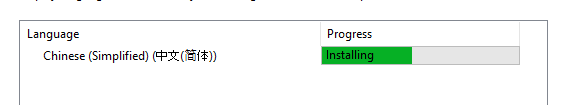 Language Progress
Chinese (Simplified) (中文(简体)) Installing